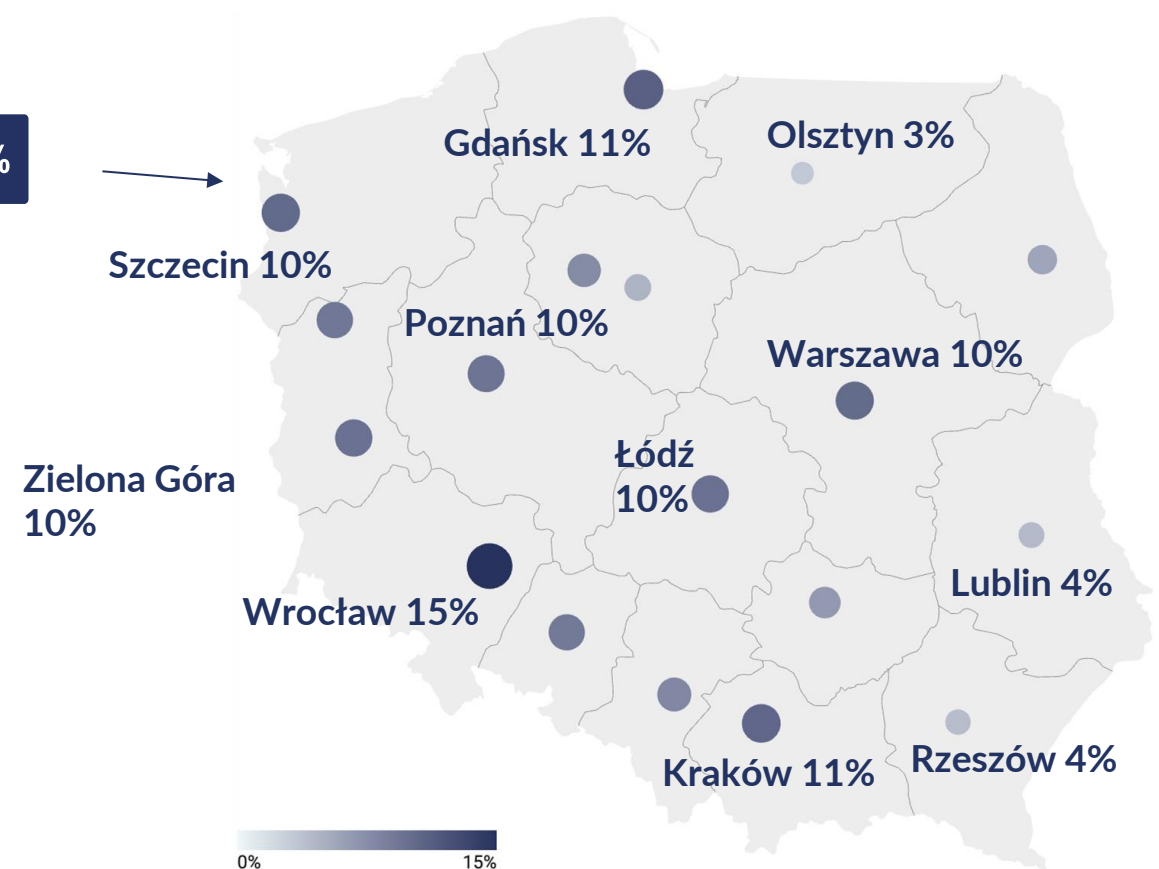 %
Gdańsk 11%
Olsztyn 3%
Szczecin 10%
Poznań 10%
Warszawa 10%
Łódź
10%
Zielona Góra
10%
Wrocław 15%
Lublin 4%
Kraków 11%
Rzeszów 4%
0%
15%